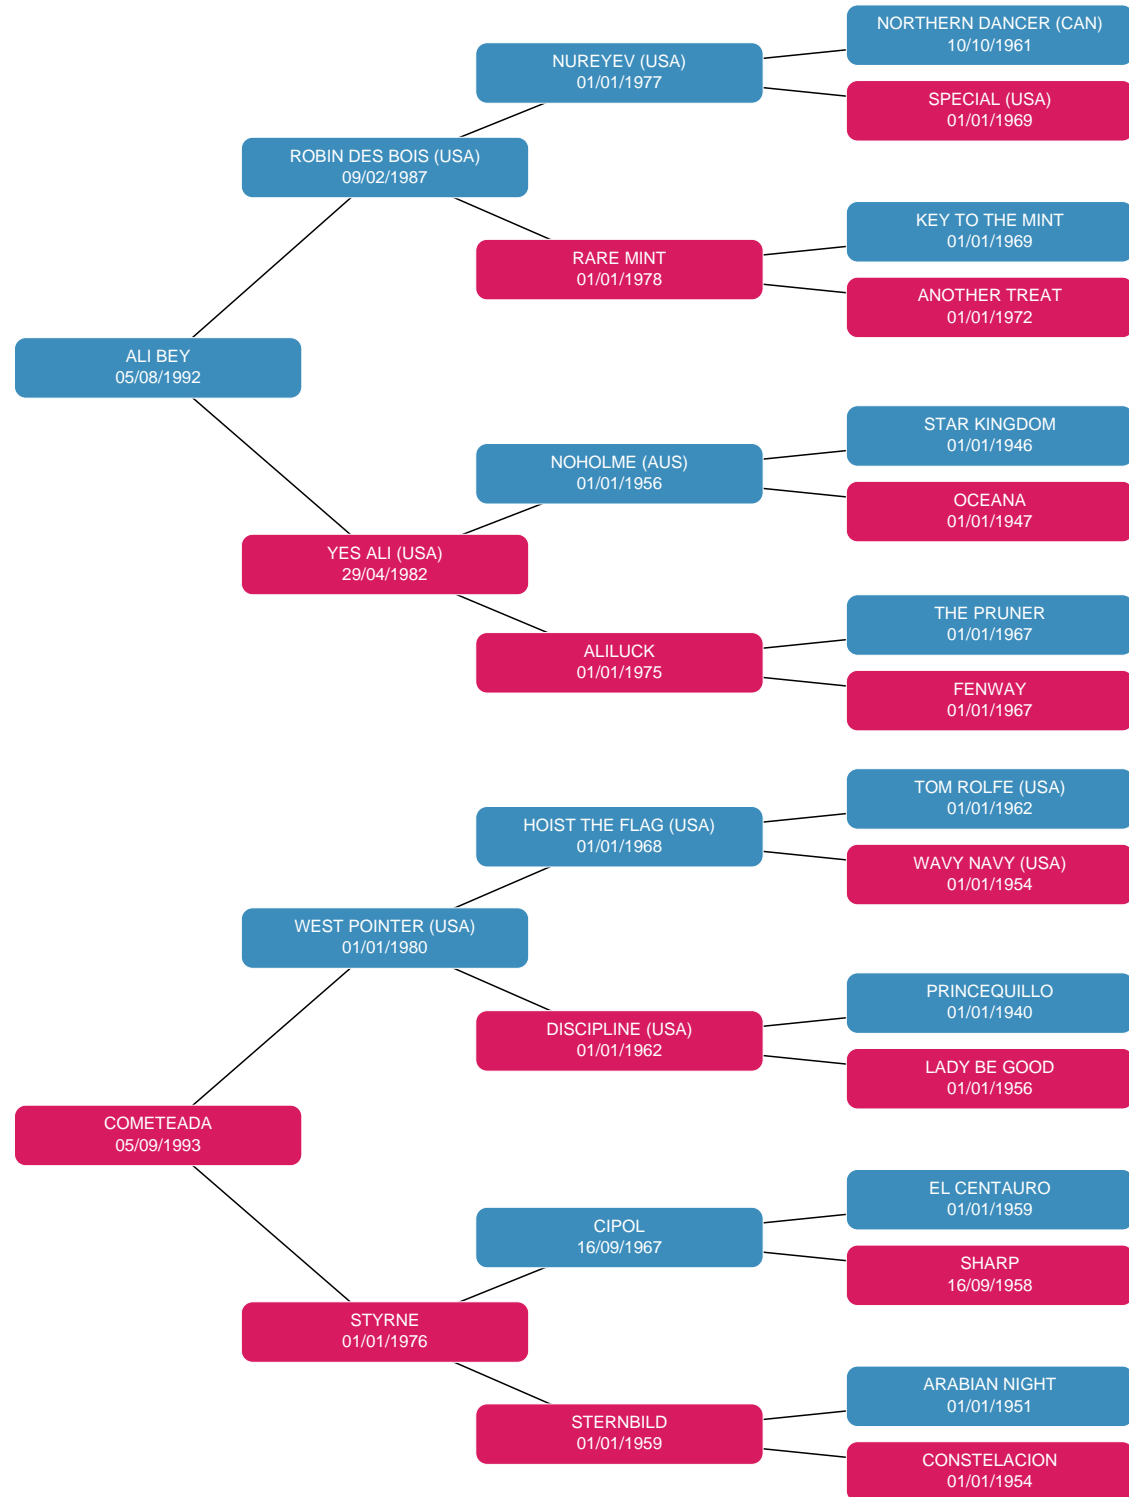 NORTHERN DANCER (CAN)
10/10/1961
NUREYEV (USA)
01/01/1977
SPECIAL (USA)
01/01/1969
ROBIN DES BOIS (USA)
09/02/1987
KEY TO THE MINT
01/01/1969
RARE MINT
01/01/1978
ANOTHER TREAT
01/01/1972
ALI BEY
05/08/1992
STAR KINGDOM
01/01/1946
NOHOLME (AUS)
01/01/1956
OCEANA
01/01/1947
YES ALI (USA)
29/04/1982
THE PRUNER
01/01/1967
ALILUCK
01/01/1975
FENWAY
01/01/1967
TOM ROLFE (USA)
01/01/1962
HOIST THE FLAG (USA)
01/01/1968
WAVY NAVY (USA)
01/01/1954
WEST POINTER (USA)
01/01/1980
PRINCEQUILLO
01/01/1940
DISCIPLINE (USA)
01/01/1962
LADY BE GOOD
01/01/1956
COMETEADA
05/09/1993
EL CENTAURO
01/01/1959
CIPOL
16/09/1967
SHARP
16/09/1958
STYRNE
01/01/1976
ARABIAN NIGHT
01/01/1951
STERNBILD
01/01/1959
CONSTELACION
01/01/1954